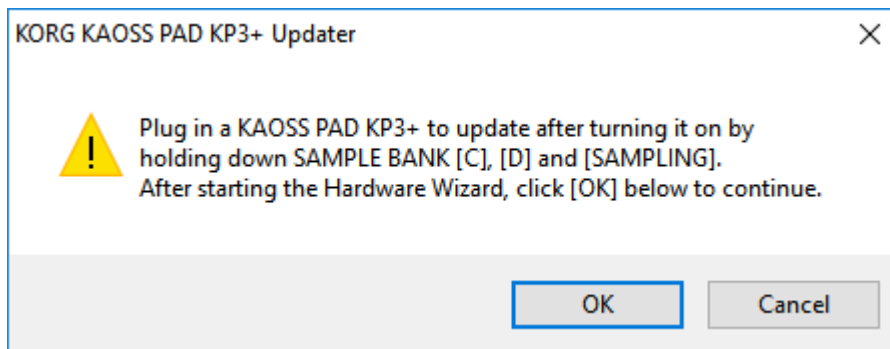 KORG KAOSS PAD KP3+ Updater
Plug in a KAOSS PAD KP3+ to update after turning it on by
holding down SAMPLE BANK [C], [D] and [SAMPLING].
After starting the Hardware Wizard, click [OK] below to continue.
OK
Cancel